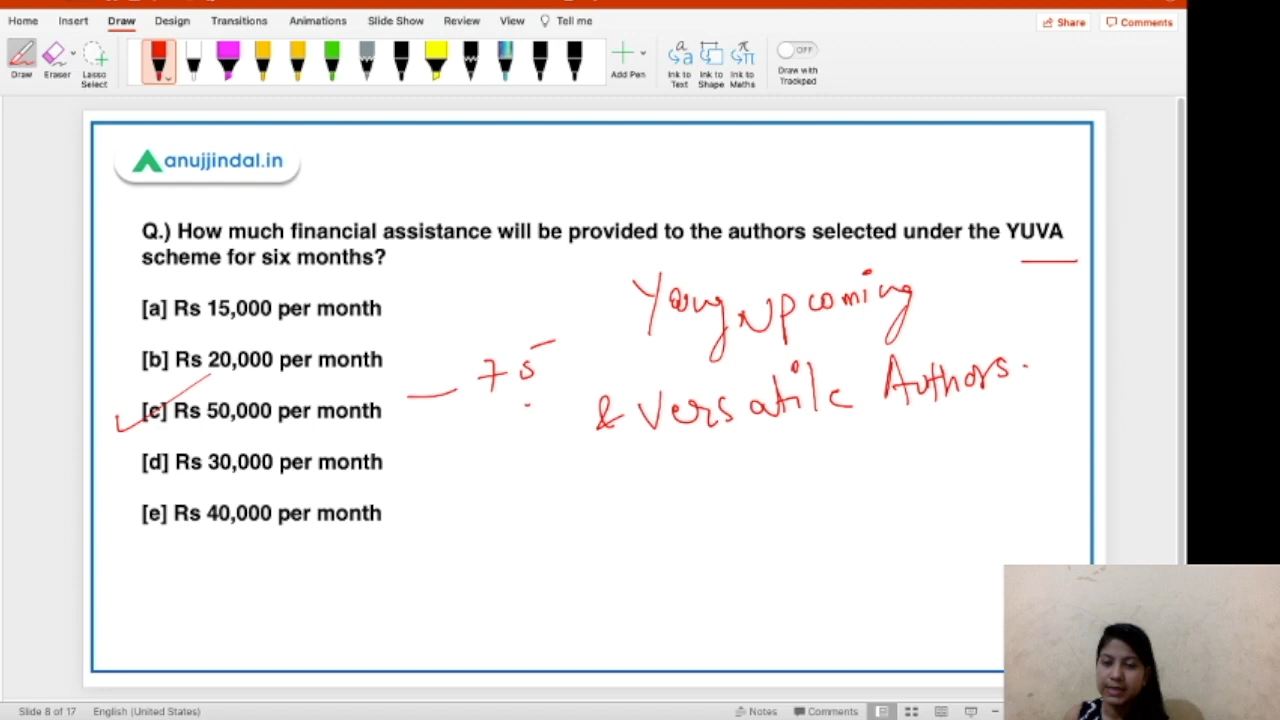 Home Insert Draw Design Transitions Animations Slide Show Review View Tell me Share Comments
Draw Eraser Lasso Select Add Pen Ink to Text Ink to Shape Ink to Maths OFF Draw with Trackpad
anujjindal.in
Q.) How much financial assistance will be provided to the authors selected under the YUVA
scheme for six months?
[a] Rs 15,000 per month
[b] Rs 20,000 per month
[c] Rs 50,000 per month
[d] Rs 30,000 per month
[e] Rs 40,000 per month
Young Upcoming
& Versatile Authors.
75
Slide 8 of 17 English (United States) Notes Comments